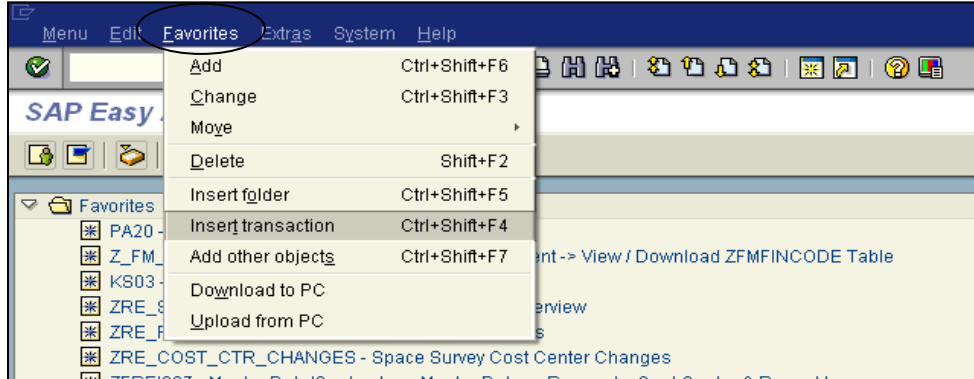 Menu Edit Favorites Extras System Help
Add Ctrl+Shift+F6
Change Ctrl+Shift+F3
SAP Easy
Move
Delete Shift+F2
Insert folder Ctrl+Shift+F5
Favorites
Insert transaction Ctrl+Shift+F4
PA20 -
Add other objects Ctrl+Shift+F7
Z_FM_ -> View / Download ZFMFINCODE Table
KS03 -
Download to PC
ZRE_
Upload from PC
ZRE_
ZRE_COST_CTR_CHANGES - Space Survey Cost Center Changes